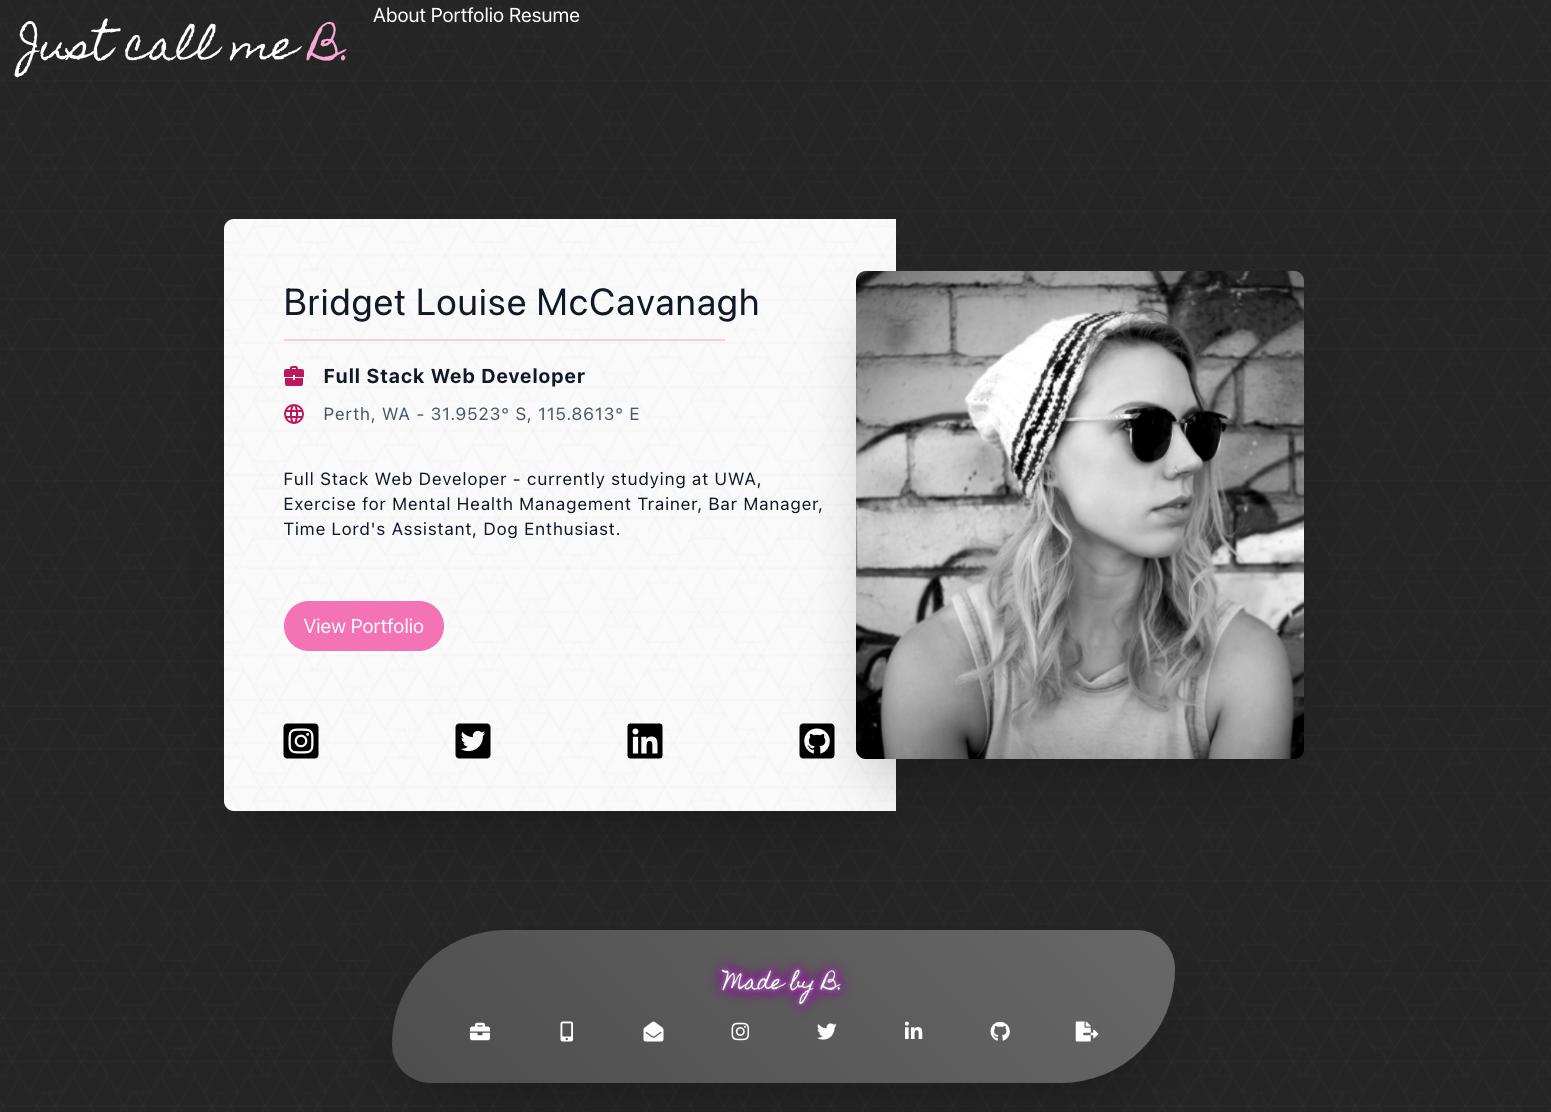 Just call me B.
About Portfolio Resume
Bridget Louise McCavanagh
Full Stack Web Developer
Perth, WA - 31.9523° S, 115.8613° E
Full Stack Web Developer - currently studying at UWA,
Exercise for Mental Health Management Trainer, Bar Manager,
Time Lord's Assistant, Dog Enthusiast.
View Portfolio
in
Made by B.
in